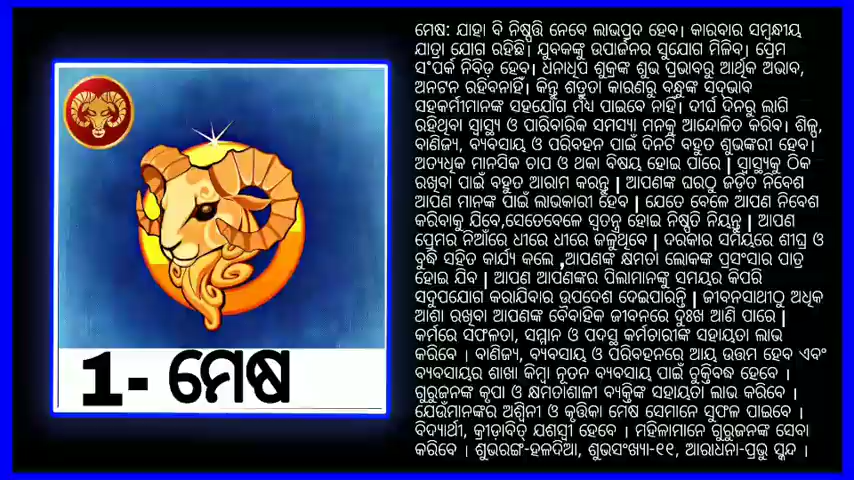 ମେଷ: ଯାହା ବି ନିଷ୍ପତ୍ତି ନେବେ ଲାଭପ୍ରଦ ହେବ। କାରବାର ସମ୍ବନ୍ଧୀୟ
ଯାତ୍ରା ଯୋଗ ରହିଛି। ଯୁବକଙ୍କୁ ଉପାର୍ଜନର ସୁଯୋଗ ମିଳିବ। ପ୍ରେମ
ସଂପର୍କ ନିବିଡ଼ ହେବ। ଧନାଧିପ ଶୁକ୍ରଙ୍କ ଶୁଭ ପ୍ରଭାବରୁ ଆର୍ଥିକ ଅଭାବ,
ଅନଟନ ରହିବନାହିଁ। କିନ୍ତୁ ଶତ୍ରୁତା କାରଣରୁ ବନ୍ଧୁଙ୍କ ସଦ୍‌ଭାବ
ସହକର୍ମୀମାନଙ୍କ ସହଯୋଗ ମଧ୍ୟ ପାଇବେ ନାହିଁ। ଦୀର୍ଘ ଦିନରୁ ଲାଗି
ରହିଥିବା ସ୍ୱାସ୍ଥ୍ୟ ଓ ପାରିବାରିକ ସମସ୍ୟା ମନକୁ ଆନ୍ଦୋଳିତ କରିବ। ଶିଳ୍ପ,
ବାଣିଜ୍ୟ, ବ୍ୟବସାୟ ଓ ପରିବହନ ପାଇଁ ଦିନଟି ବହୁତ ଶୁଭଙ୍କରୀ ହେବ।
ଅତ୍ୟଧିକ ମାନସିକ ଚାପ ଓ ଥକା ବିଷୟ ହୋଇ ପାରେ | ସ୍ୱାସ୍ଥ୍ୟକୁ ଠିକ
ରଖିବା ପାଇଁ ବହୁତ ଆରାମ କରନ୍ତୁ | ଆପଣଙ୍କ ଘରଠୁ ଜଡ଼ିତ ନିବେଶ
ଆପଣ ମାନଙ୍କ ପାଇଁ ଲାଭକାରୀ ହେବ | ଯେତେ ବେଳେ ଆପଣ ନିବେଶ
କରିବାକୁ ଯିବେ,ସେତେବେଳେ ସ୍ୱତନ୍ତ୍ର ହୋଇ ନିଷ୍ପତି ନିୟନ୍ତୁ | ଆପଣ
ପ୍ରେମର ନିଆଁରେ ଧୀରେ ଧୀରେ ଜଳୁଥିବେ | ଦରକାର ସମୟରେ ଶୀଘ୍ର ଓ
ବୁଦ୍ଧି ସହିତ କାର୍ଯ୍ୟ କଲେ ,ଆପଣଙ୍କ କ୍ଷମତା ଲୋକଙ୍କ ପ୍ରସଂସାର ପାତ୍ର
ହୋଇ ଯିବ | ଆପଣ ଆପଣଙ୍କର ପିଲାମାନଙ୍କୁ ସମୟର କିପରି
ସଦୁପଯୋଗ କରାଯିବାର ଉପଦେଶ ଦେଇପାରନ୍ତି | ଜୀବନସାଥୀଠୁ ଅଧିକ
ଆଶା ରଖିବା ଆପଣଙ୍କ ବୈବାହିକ ଜୀବନରେ ଦୁଃଖ ଆଣି ପାରେ |
କର୍ମରେ ସଫଳତା, ସମ୍ମାନ ଓ ପଦସ୍ଥ କର୍ମଚାରୀଙ୍କ ସହାୟତା ଲାଭ
କରିବେ । ବାଣିଜ୍ୟ, ବ୍ୟବସାୟ ଓ ପରିବହନରେ ଆୟ ଉତ୍ତମ ହେବ ଏବଂ
ବ୍ୟବସାୟର ଶାଖା କିମ୍ବା ନୂତନ ବ୍ୟବସାୟ ପାଇଁ ଚୁକ୍ତିବଦ୍ଧ ହେବେ ।
ଗୁରୁଜନଙ୍କ କୃପା ଓ କ୍ଷମତାଶାଳୀ ବ୍ୟକ୍ତିଙ୍କ ସହାୟତା ଲାଭ କରିବେ ।
ଯେଉଁମାନଙ୍କର ଅଶ୍ୱିନୀ ଓ କୃତ୍ତିକା ମେଷ ସେମାନେ ସୁଫଳ ପାଇବେ ।
ବିଦ୍ୟାର୍ଥୀ, କ୍ରୀଡ଼ାବିତ୍ ଯଶସ୍ୱୀ ହେବେ । ମହିଳାମାନେ ଗୁରୁଜନଙ୍କ ସେବା
କରିବେ । ଶୁଭରଙ୍ଗ-ହଳଦିଆ, ଶୁଭସଂଖ୍ୟା-୧୧, ଆରାଧନା-ପ୍ରଭୁ ସ୍କନ୍ଦ ।
1- ମେଷ